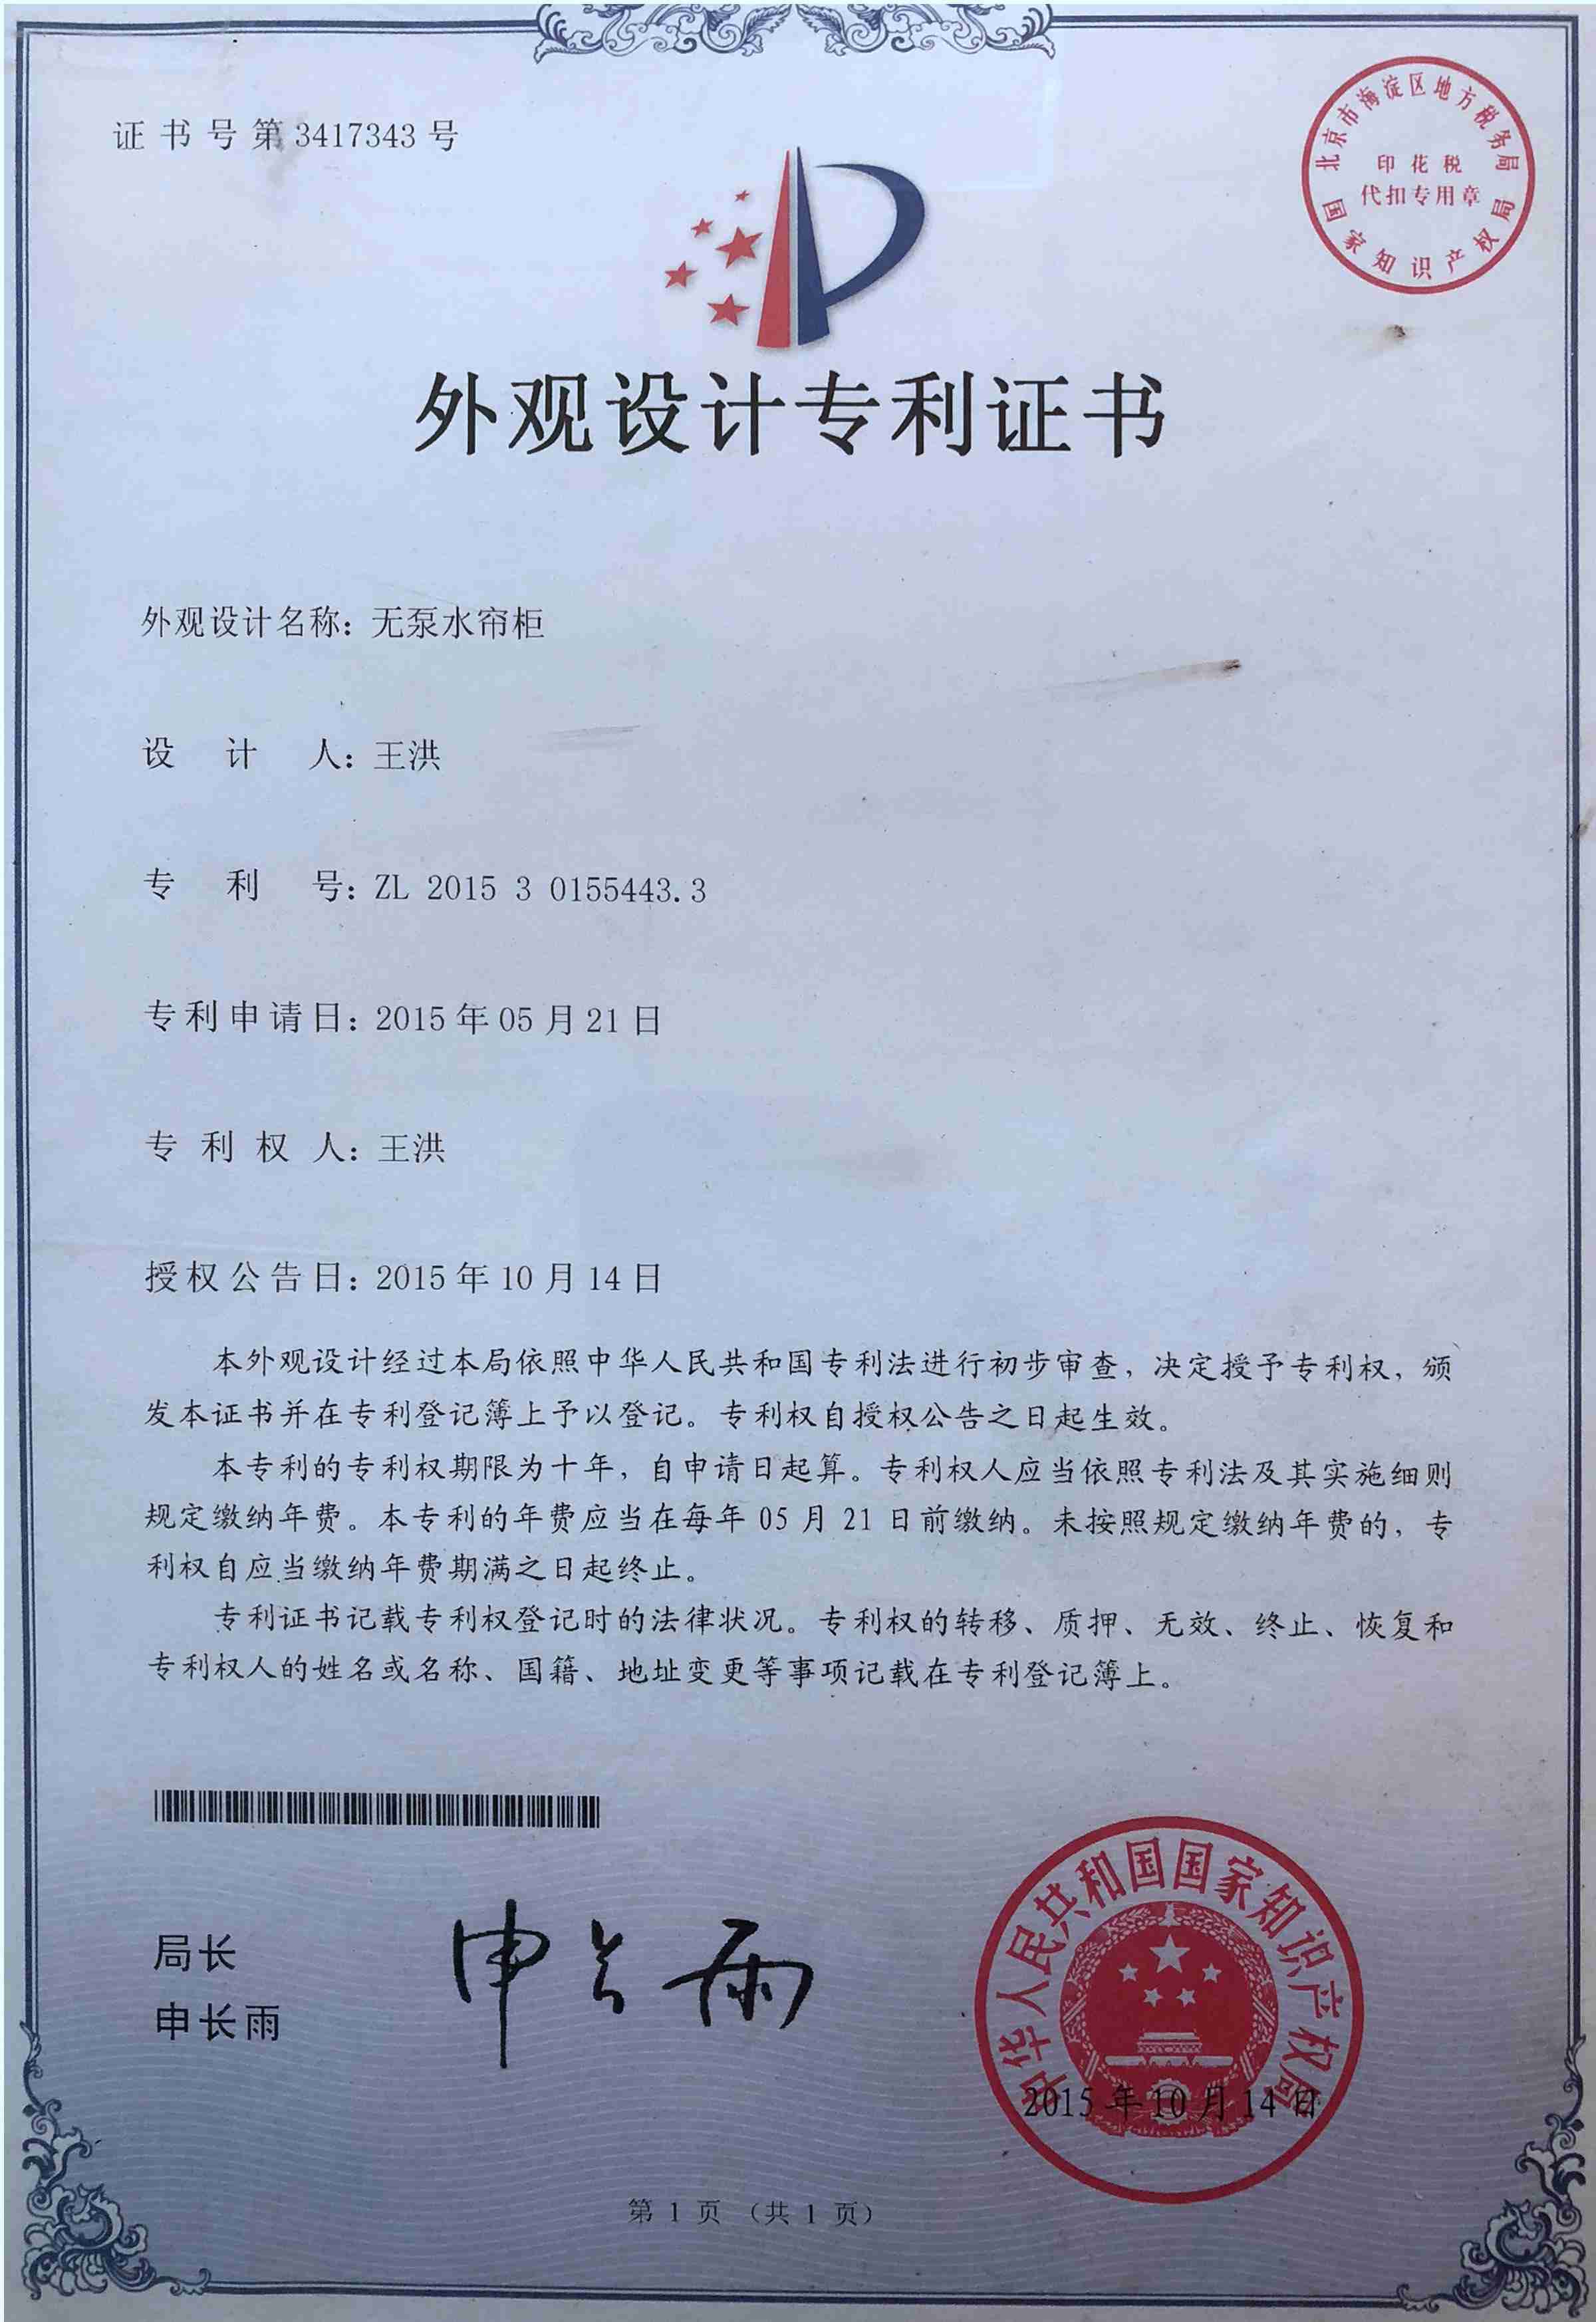 证书号第3417343号
北京市海淀区地方税务局
印花税
代扣专用章
国家知识产权局
外观设计专利证书
外观设计名称：无泵水帘柜
设计人：王洪
专利号：ZL 2015 3 0155443.3
专利申请日：2015年05月21日
专利权人：王洪
授权公告日：2015年10月14日
本外观设计经过本局依照中华人民共和国专利法进行初步审查，决定授予专利权，颁
发本证书并在专利登记簿上予以登记。专利权自授权公告之日起生效。
本专利的专利权期限为十年，自申请日起算。专利权人应当依照专利法及其实施细则
规定缴纳年费。本专利的年费应当在每年05月21日前缴纳。未按照规定缴纳年费的，专
利权自应当缴纳年费期满之日起终止。
专利证书记载专利权登记时的法律状况。专利权的转移、质押、无效、终止、恢复和
专利权人的姓名或名称、国籍、地址变更等事项记载在专利登记簿上。
局长
申长雨
申长雨
中华人民共和国国家知识产权局
2015年10月14日
第1页（共1页）